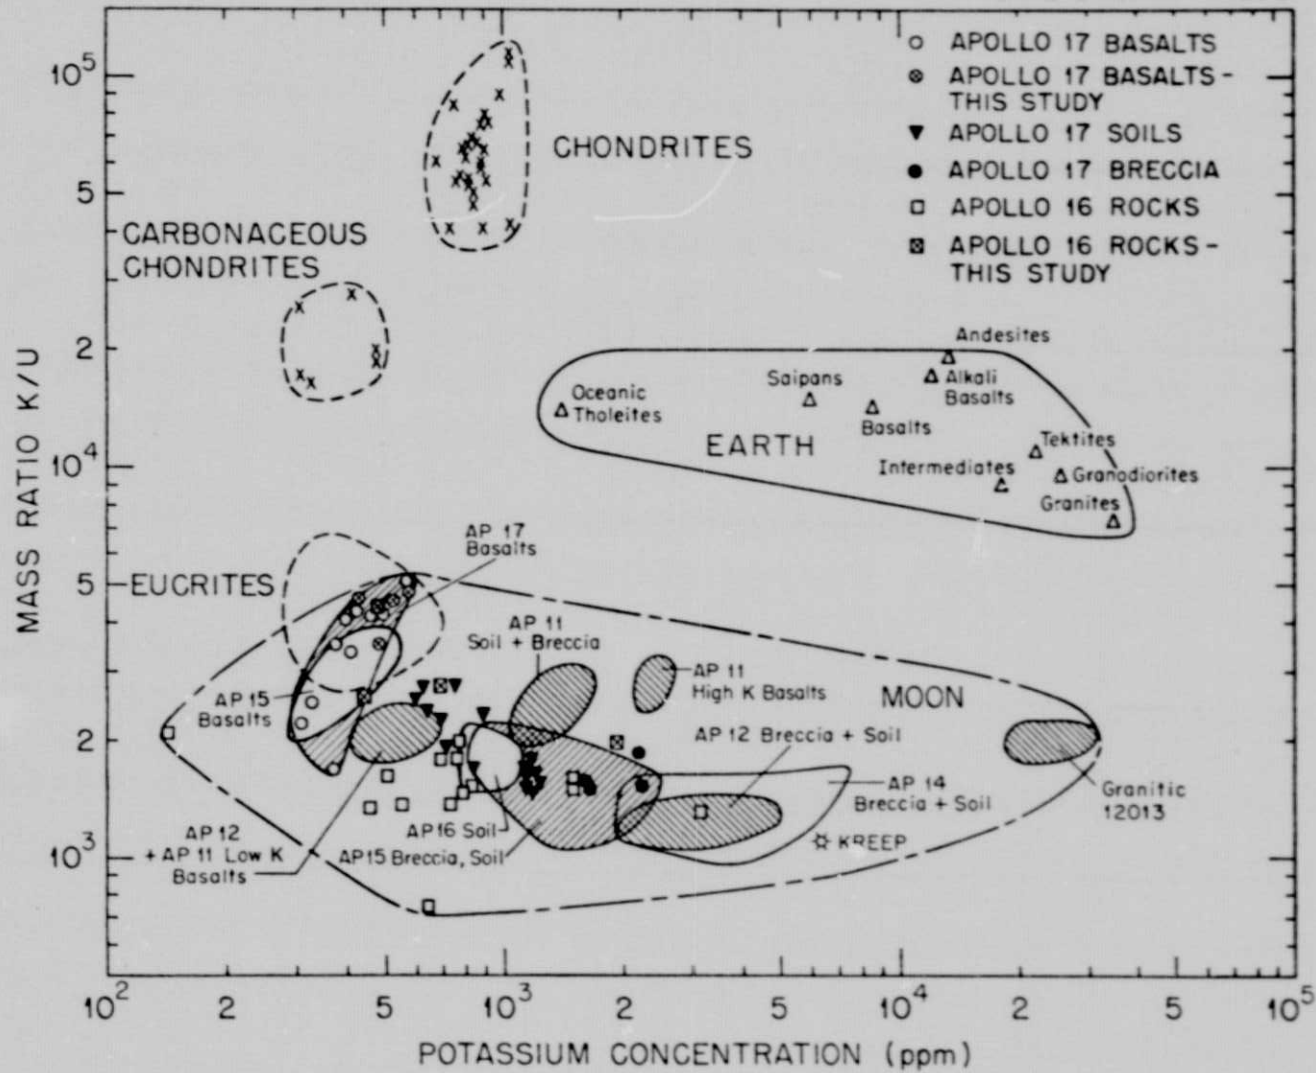 ○ APOLLO 17 BASALTS
⊗ APOLLO 17 BASALTS -
THIS STUDY
▼ APOLLO 17 SOILS
● APOLLO 17 BRECCIA
□ APOLLO 16 ROCKS
⊠ APOLLO 16 ROCKS -
THIS STUDY
CHONDRITES
CARBONACEOUS
CHONDRITES
Andesites
Saipans
Alkali
Basalts
Oceanic
Tholeites
Basalts
EARTH
Tektites
Intermediates
Granodiorites
Granites
AP 17
Basalts
EUCRITES
AP 11
Soil + Breccia
AP 11
High K Basalts
MOON
AP 15
Basalts
AP 12 Breccia + Soil
AP 14
Breccia + Soil
Granitic
12013
AP 16 Soil
KREEP
AP 12
+ AP 11 Low K
Basalts
AP 15 Breccia, Soil
MASS RATIO K/U
10⁵
5
2
10⁴
5
2
10³
10² 2 5 10³ 2 5 10⁴ 2 5 10⁵
POTASSIUM CONCENTRATION (ppm)